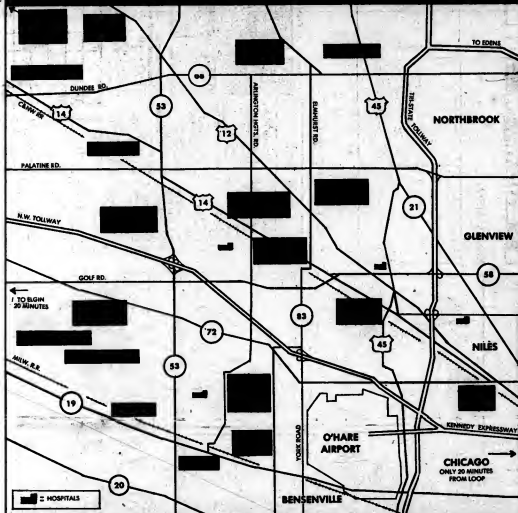 TO EDENS
68
DUNDEE RD.
C&NW RR
14
53
ARLINGTON HGTS. RD.
ELMHURST RD.
45
TRI-STATE TOLLWAY
12
NORTHBROOK
PALATINE RD.
14
21
N.W. TOLLWAY
GLENVIEW
GOLF RD.
58
TO ELGIN
20 MINUTES
83
72
45
NILES
MILW. R.R.
53
19
KENNEDY EXPRESSWAY
YORK ROAD
O'HARE
AIRPORT
CHICAGO
ONLY 20 MINUTES
FROM LOOP
20
= HOSPITALS
BENSENVILLE